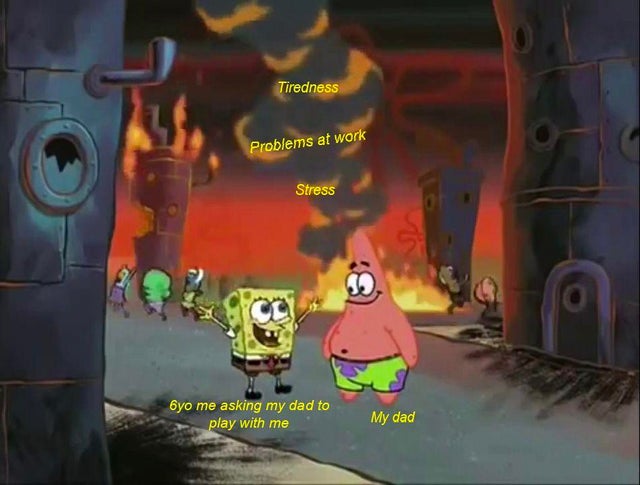 Tiredness
Problems at work
Stress
6yo me asking my dad to
play with me
My dad